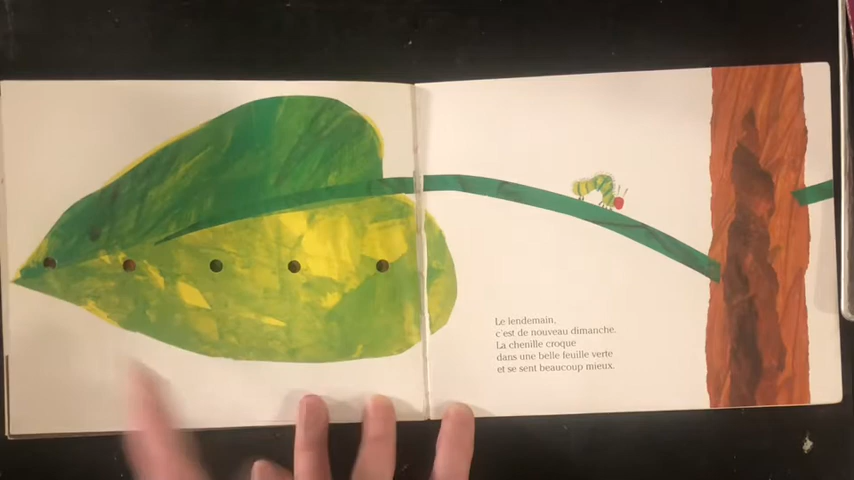 Le lendemain,
c'est de nouveau dimanche.
La chenille croque
dans une belle feuille verte
et se sent beaucoup mieux.